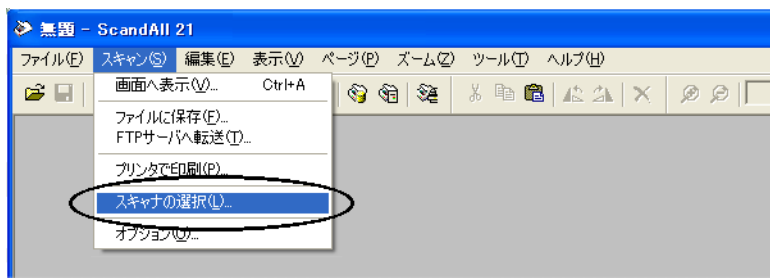 無題 - ScandAll 21
ファイル(F) スキャン(S) 編集(E) 表示(V) ページ(P) ズーム(Z) ツール(T) ヘルプ(H)
画面へ表示(V)... Ctrl+A
ファイルに保存(F)...
FTPサーバへ転送(T)...
プリンタで印刷(P)...
スキャナの選択(L)...
オプション(O)...